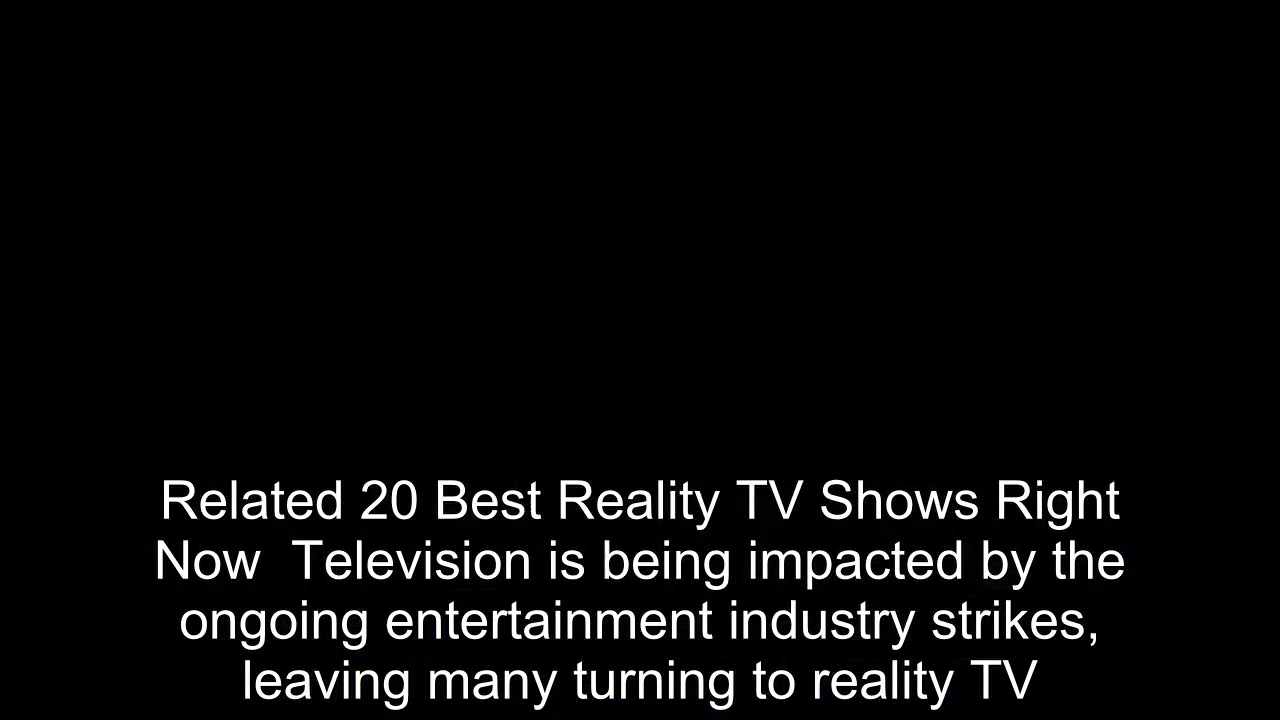 Related 20 Best Reality TV Shows Right
Now  Television is being impacted by the
ongoing entertainment industry strikes,
leaving many turning to reality TV